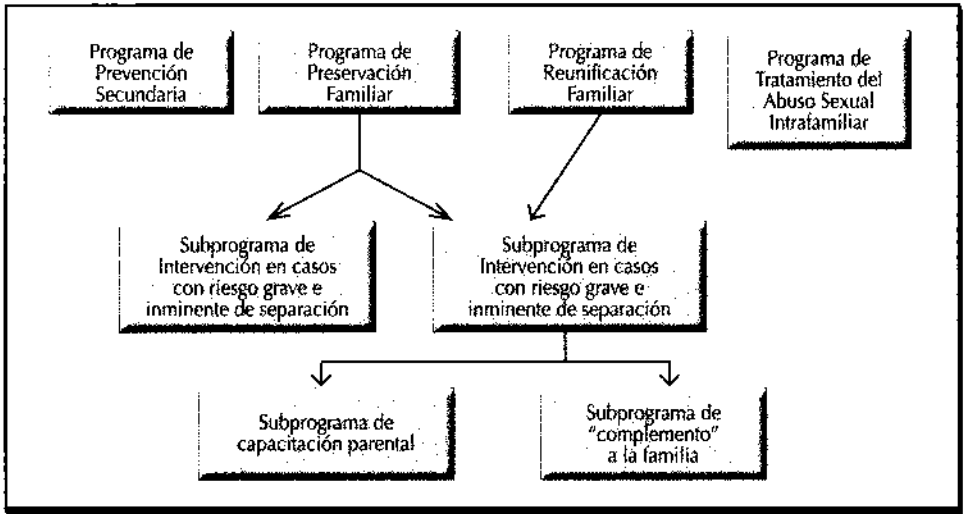 Programa de
Prevención
Secundaria
Programa de
Preservación
Familiar
Programa de
Reunificación
Familiar
Programa de
Tratamiento del
Abuso Sexual
Intrafamiliar
Subprograma de
Intervención en casos
con riesgo grave e
inminente de separación
Subprograma de
Intervención en casos
con riesgo grave e
inminente de separación
Subprograma de
capacitación parental
Subprograma de
“complemento”
a la familia